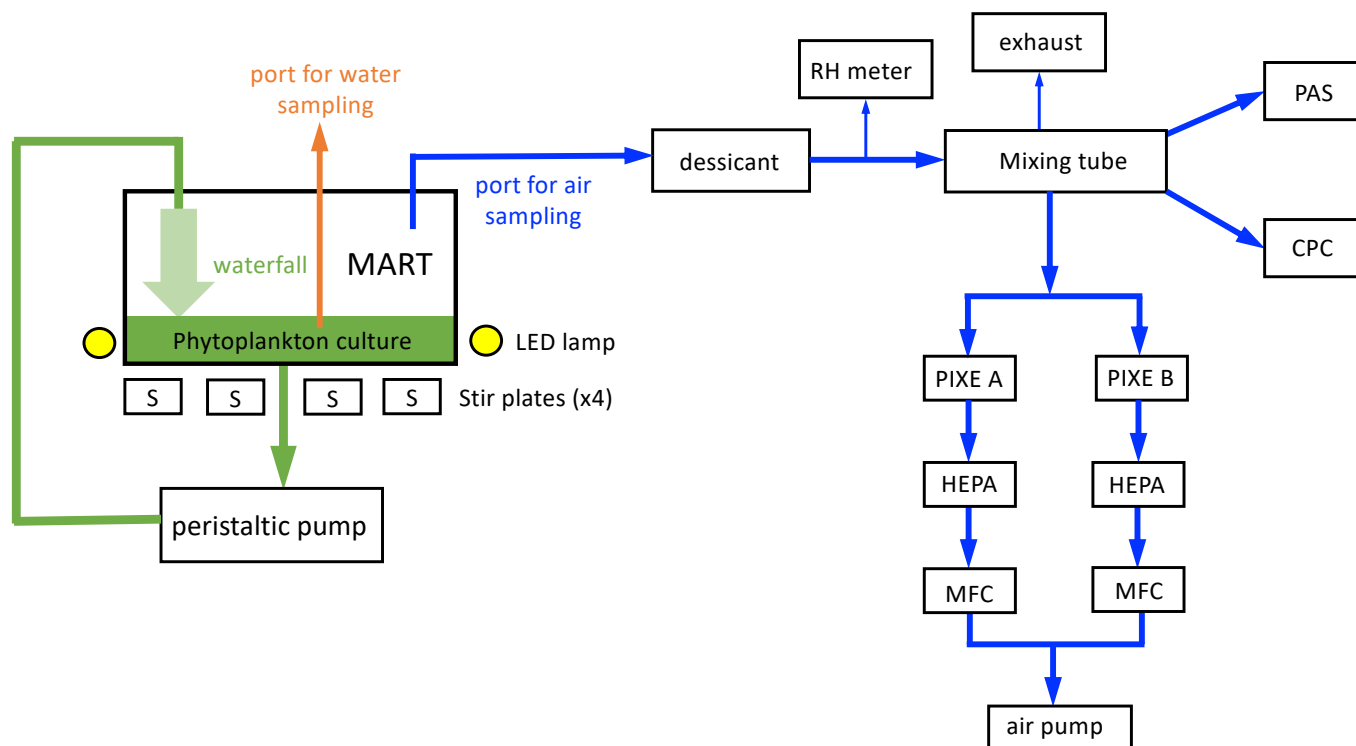 exhaust
RH meter
PAS
port for water
sampling
dessicant
Mixing tube
port for air
sampling
waterfall
MART
CPC
Phytoplankton culture
LED lamp
S
S
S
S
Stir plates (x4)
PIXE A
PIXE B
HEPA
HEPA
peristaltic pump
MFC
MFC
air pump